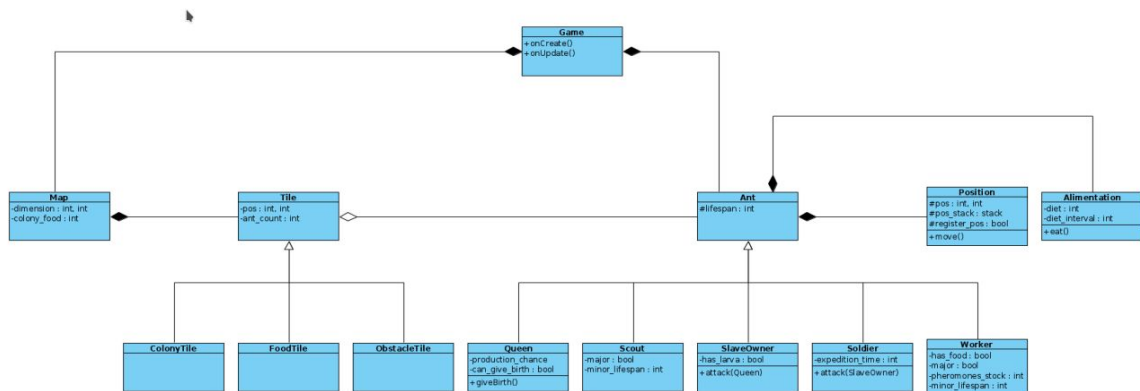 Game
+onCreate()
+onUpdate()
Map
-dimension : int, int
-colony_food : int
Tile
-pos : int, int
-ant_count : int
Ant
#lifespan : int
Position
#pos : int, int
#pos_stack : stack
#register_pos : bool
+move()
Alimentation
-diet : int
-diet_interval : int
+eat()
ColonyTile
FoodTile
ObstacleTile
Queen
-production_chance
-can_give_birth : bool
+giveBirth()
Scout
-major : bool
-minor_lifespan : int
SlaveOwner
-has_larva : bool
+attack(Queen)
Soldier
-expedition_time : int
+attack(SlaveOwner)
Worker
-has_food : bool
-major : bool
-pheromones_stock : int
-minor_lifespan : int